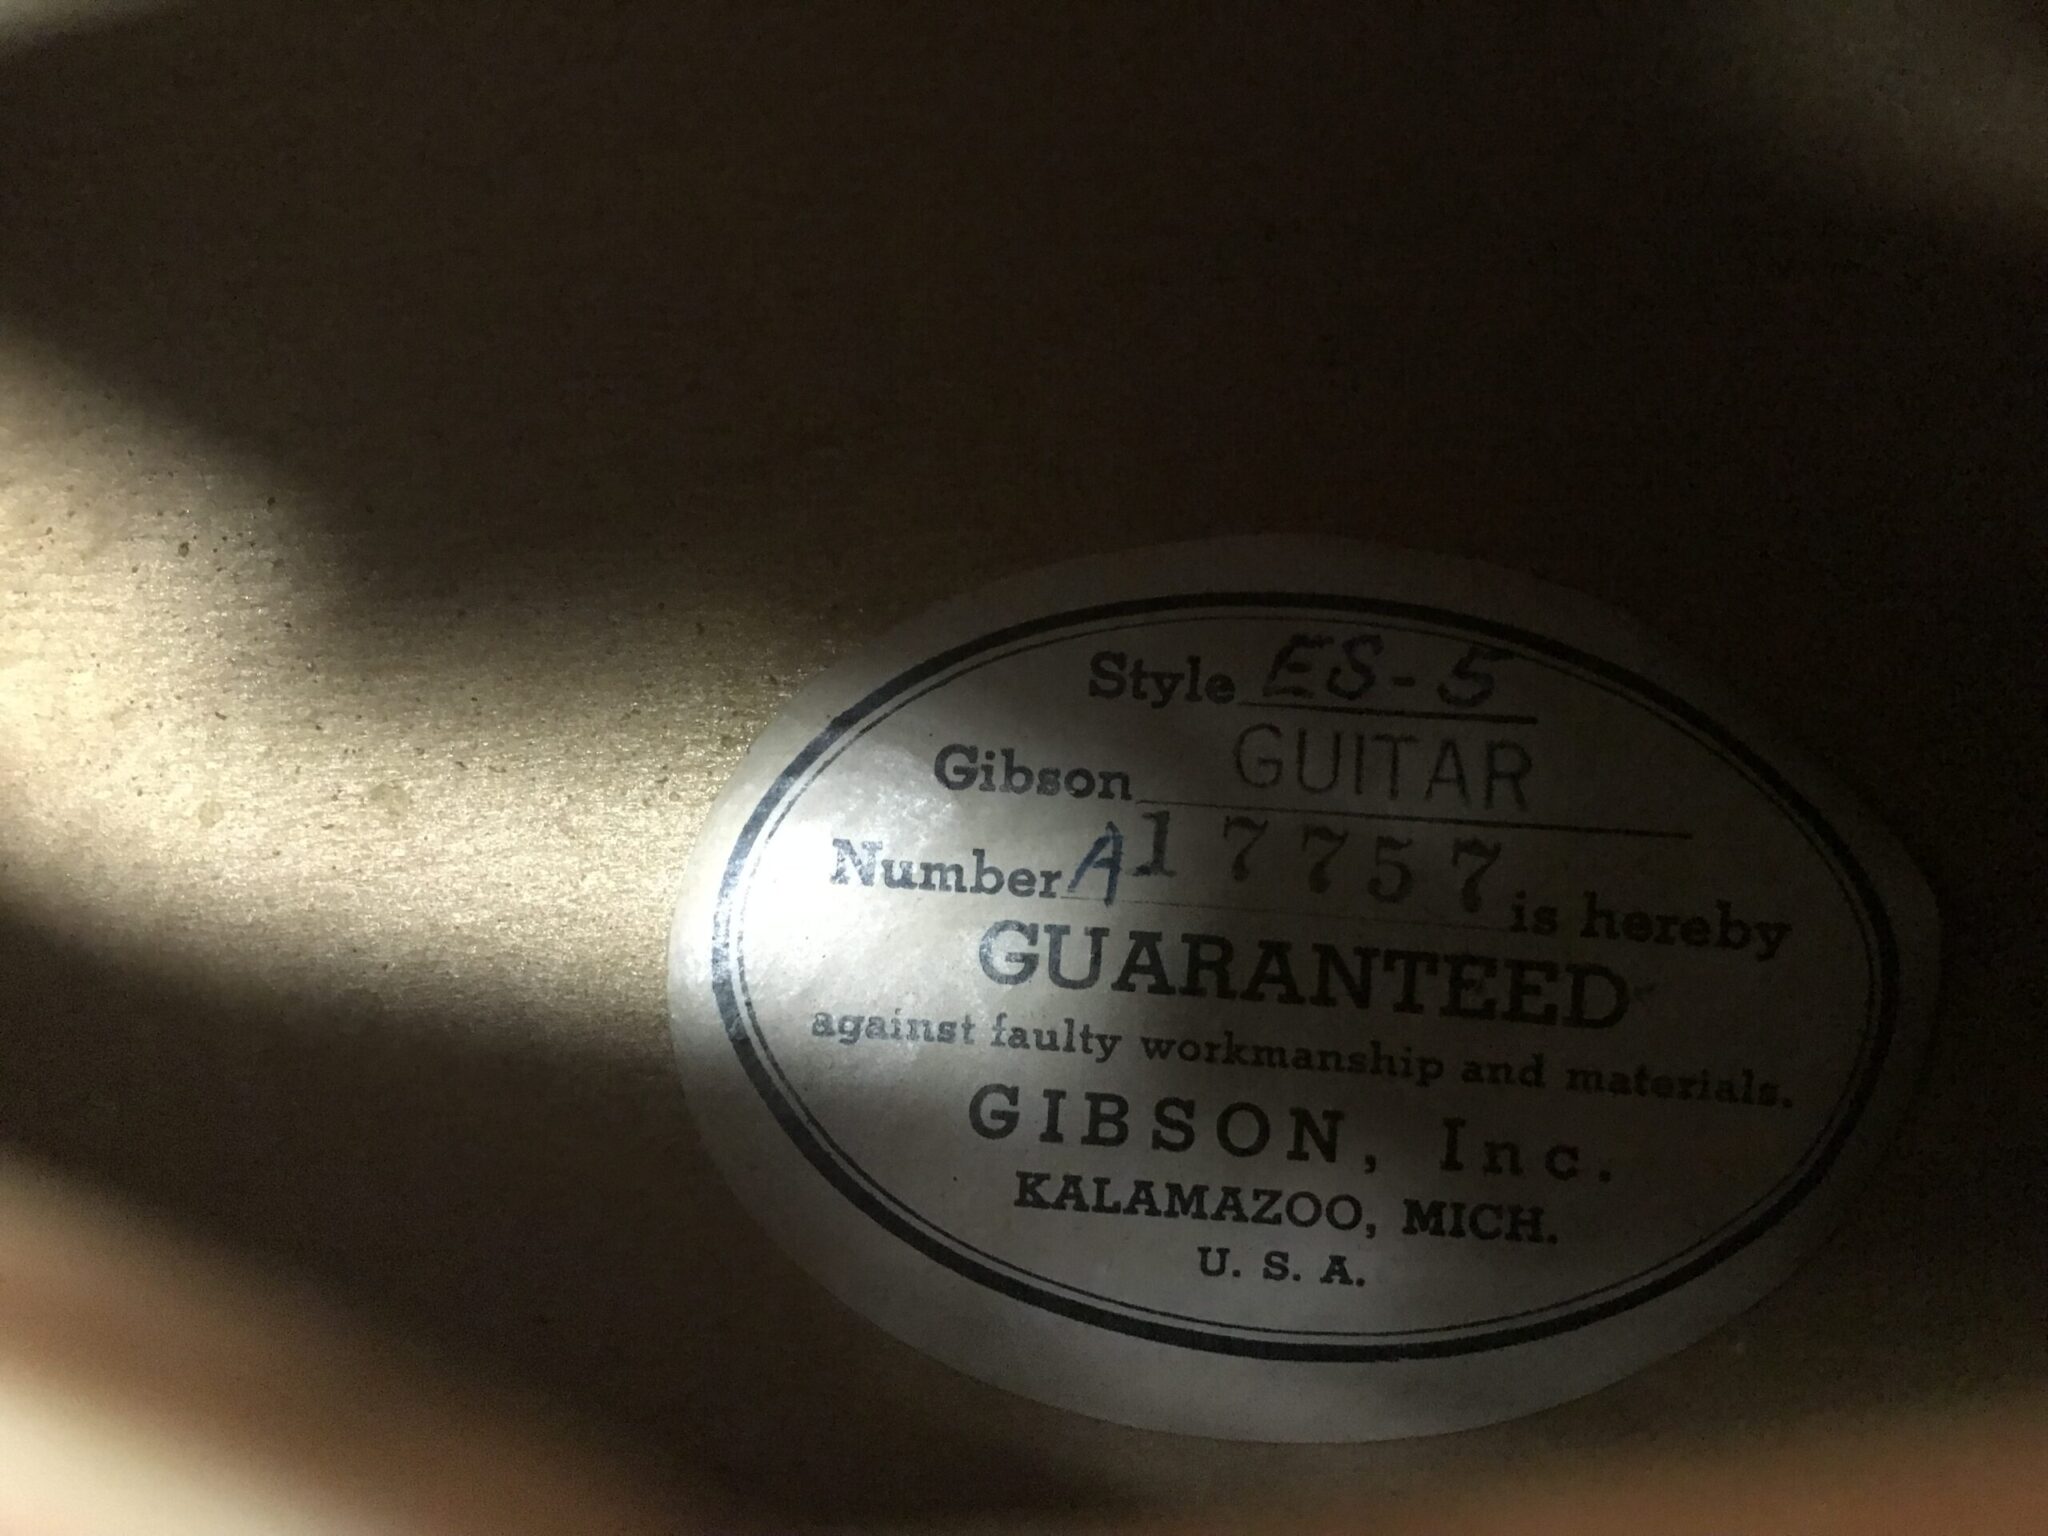 Style ES-5
Gibson GUITAR
Number A17757 is hereby
GUARANTEED
against faulty workmanship and materials.
GIBSON, Inc.
KALAMAZOO, MICH.
U. S. A.